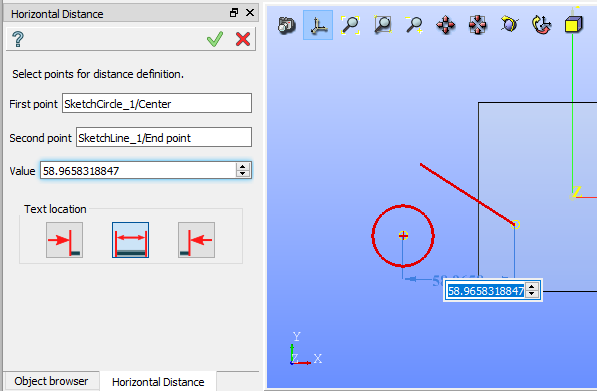 Horizontal Distance
Select points for distance definition.
First point SketchCircle_1/Center
Second point SketchLine_1/End point
Value 58.9658318847
Text location
Object browser Horizontal Distance
Y
58.9658318847
Y
Z X